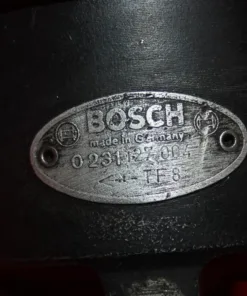 BOSCH
made in Germany
0 231 127 004
TF 8